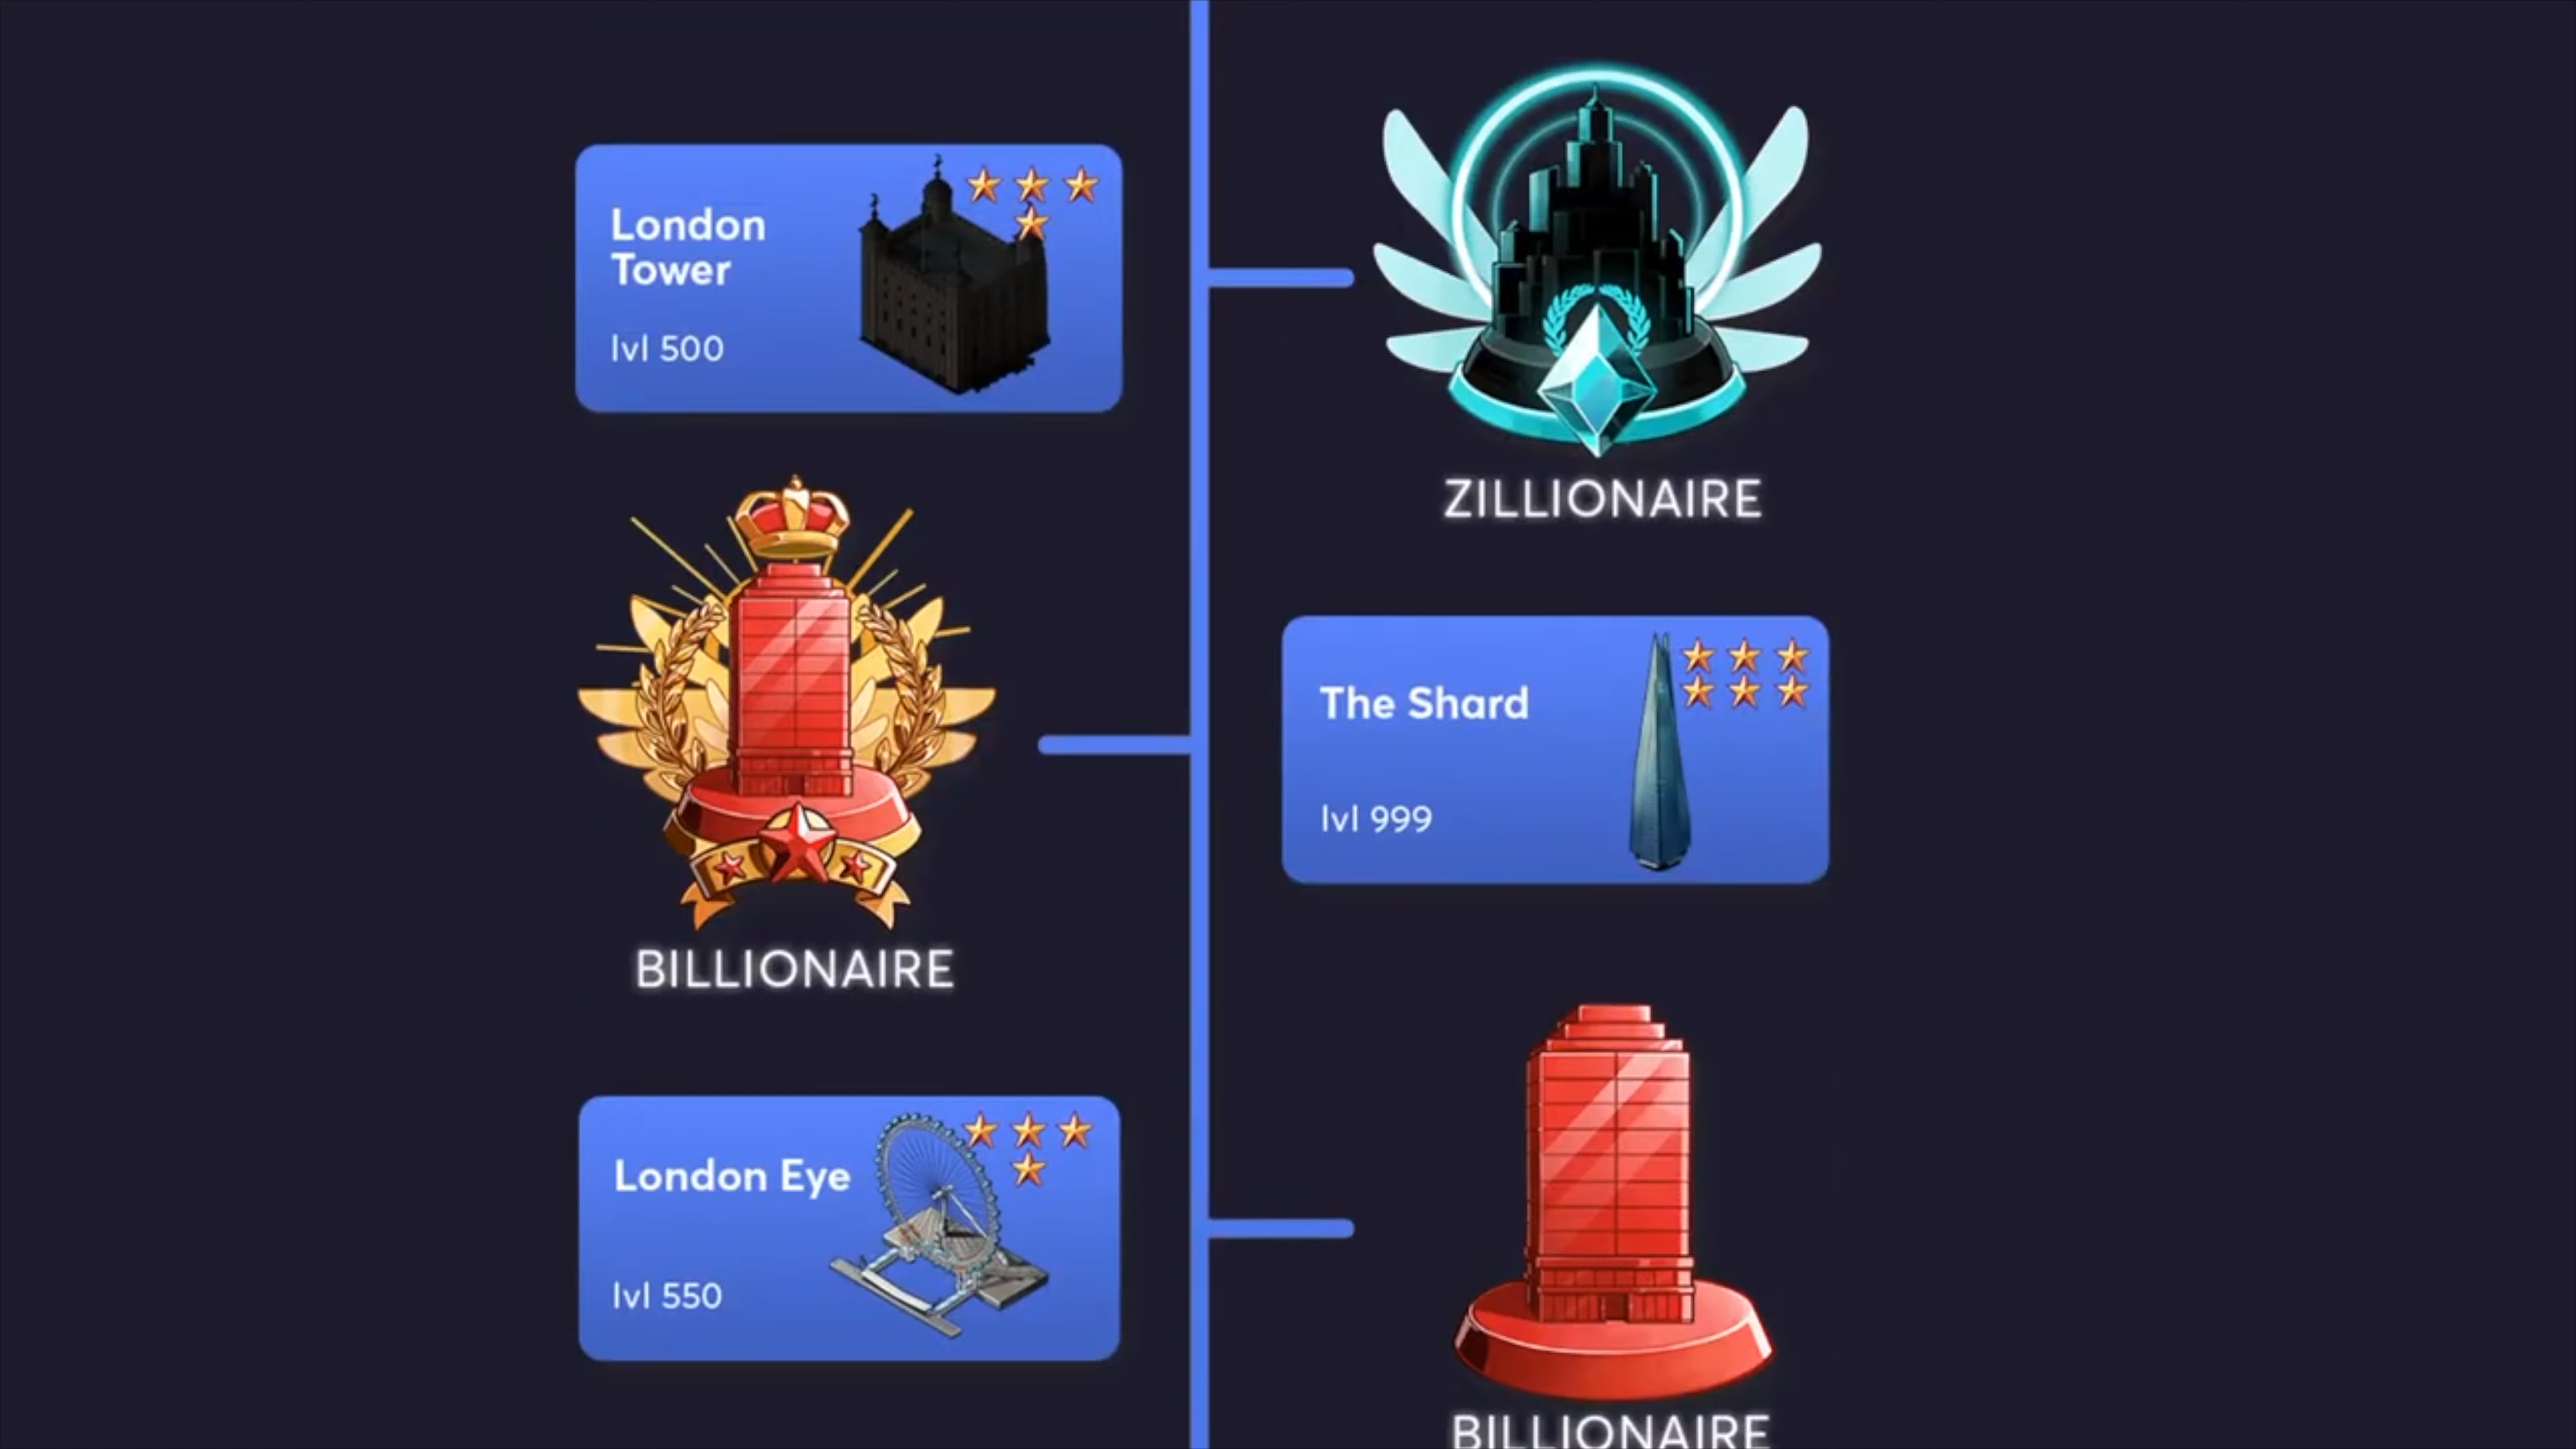 London
Tower
lvl 500
ZILLIONAIRE
BILLIONAIRE
The Shard
lvl 999
London Eye
lvl 550
BILLIONAIRE